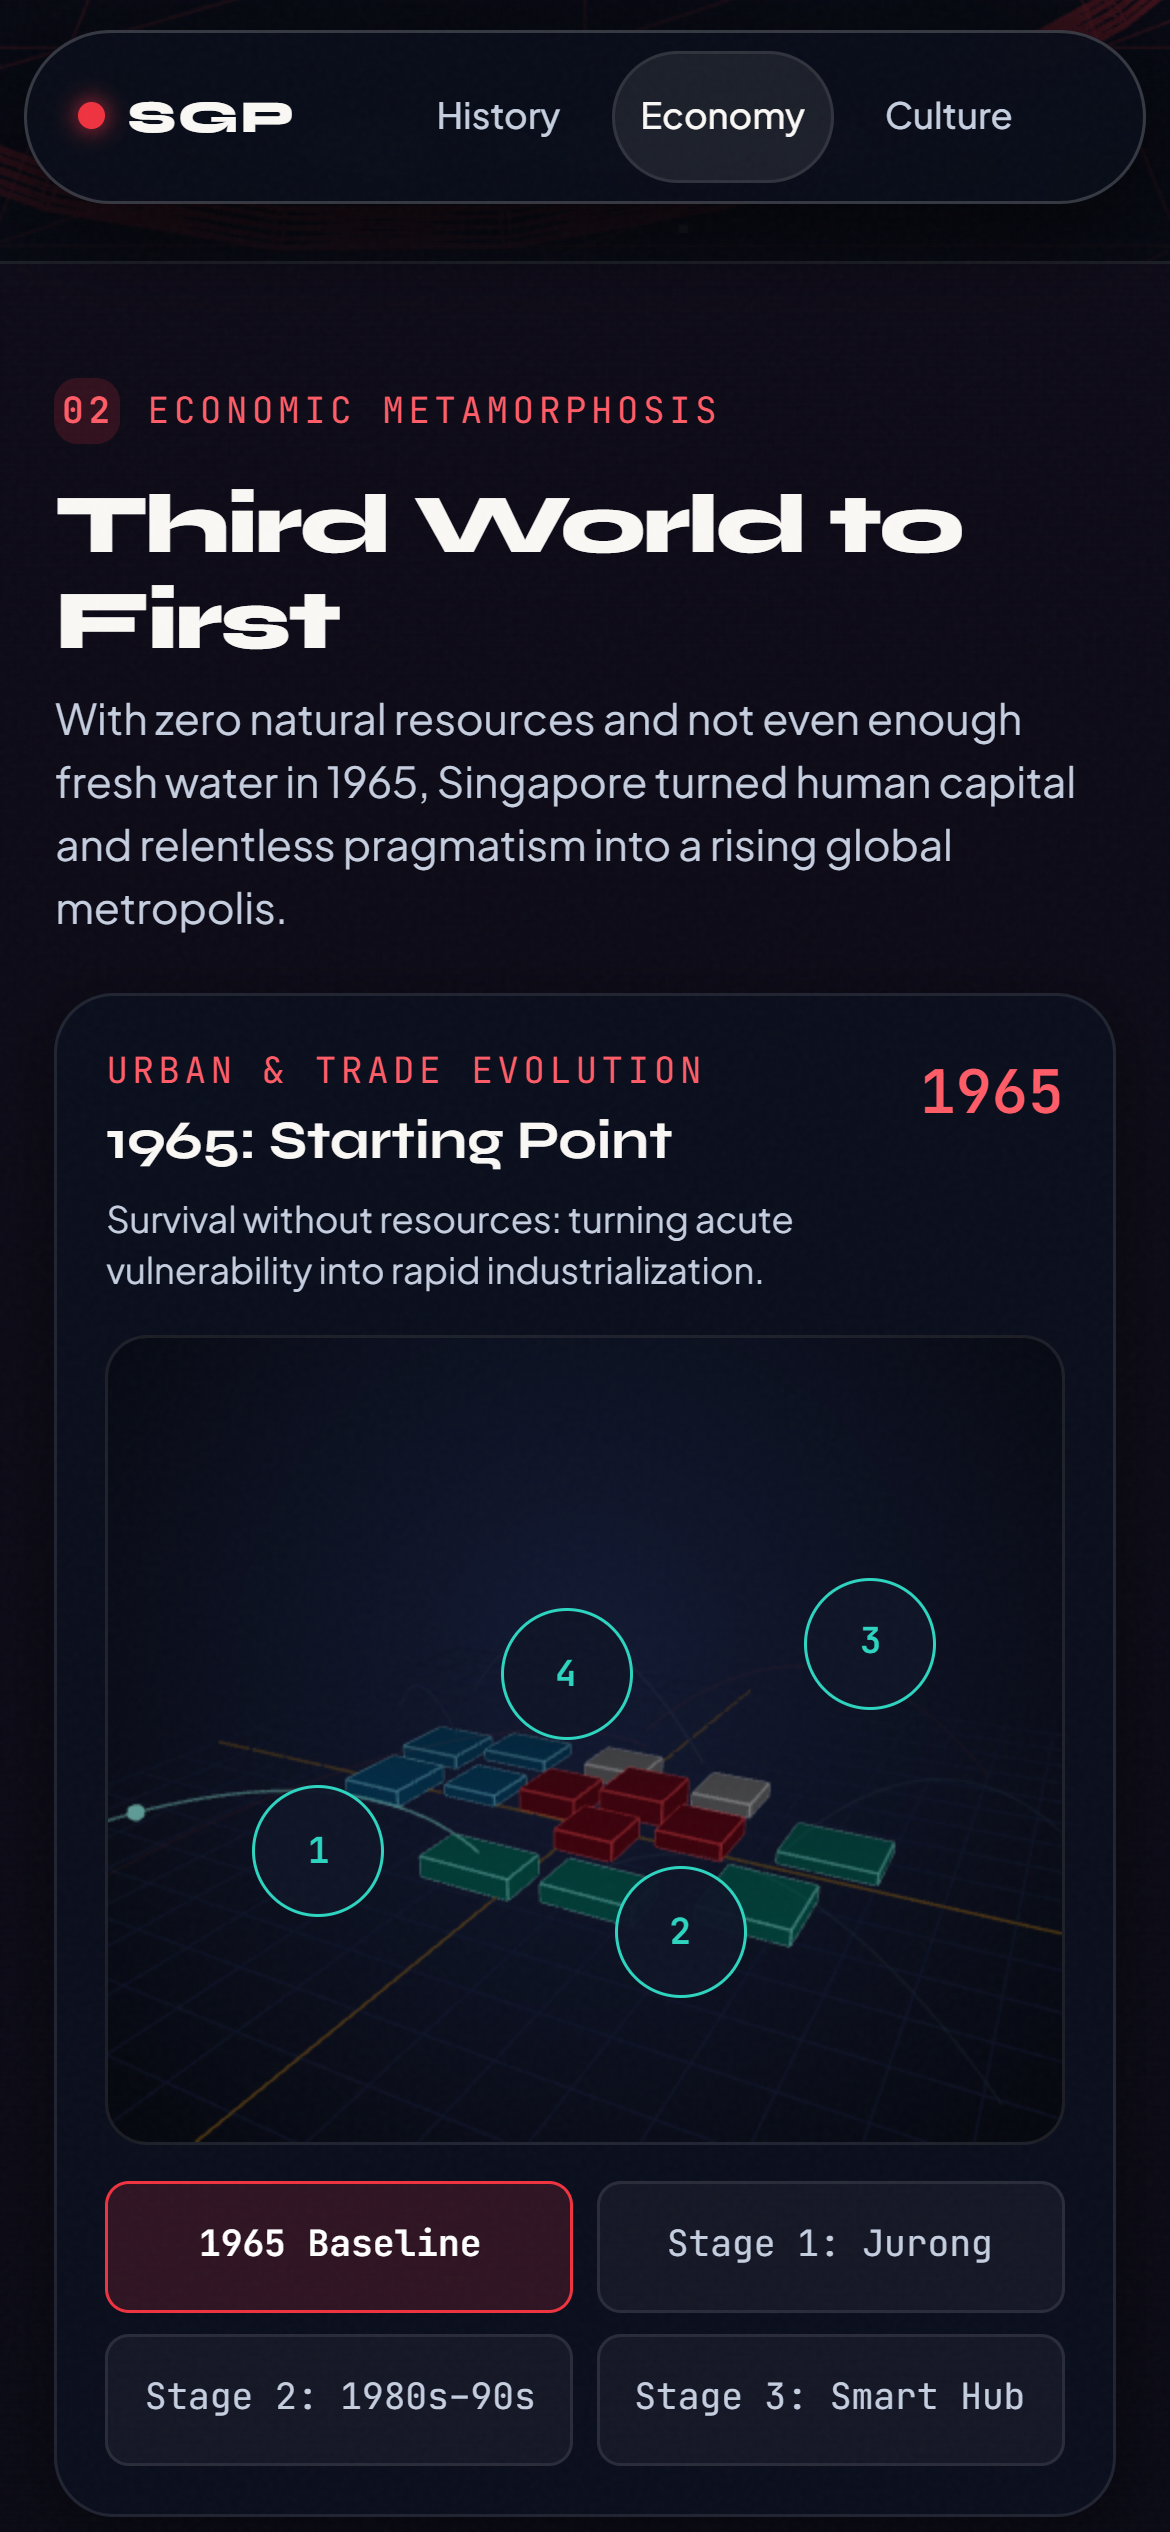 SGP
History
Economy
Culture
02 ECONOMIC METAMORPHOSIS
Third World to
First
With zero natural resources and not even enough
fresh water in 1965, Singapore turned human capital
and relentless pragmatism into a rising global
metropolis.
URBAN & TRADE EVOLUTION
1965
1965: Starting Point
Survival without resources: turning acute
vulnerability into rapid industrialization.
3
4
1
2
1965 Baseline
Stage 1: Jurong
Stage 2: 1980s–90s
Stage 3: Smart Hub